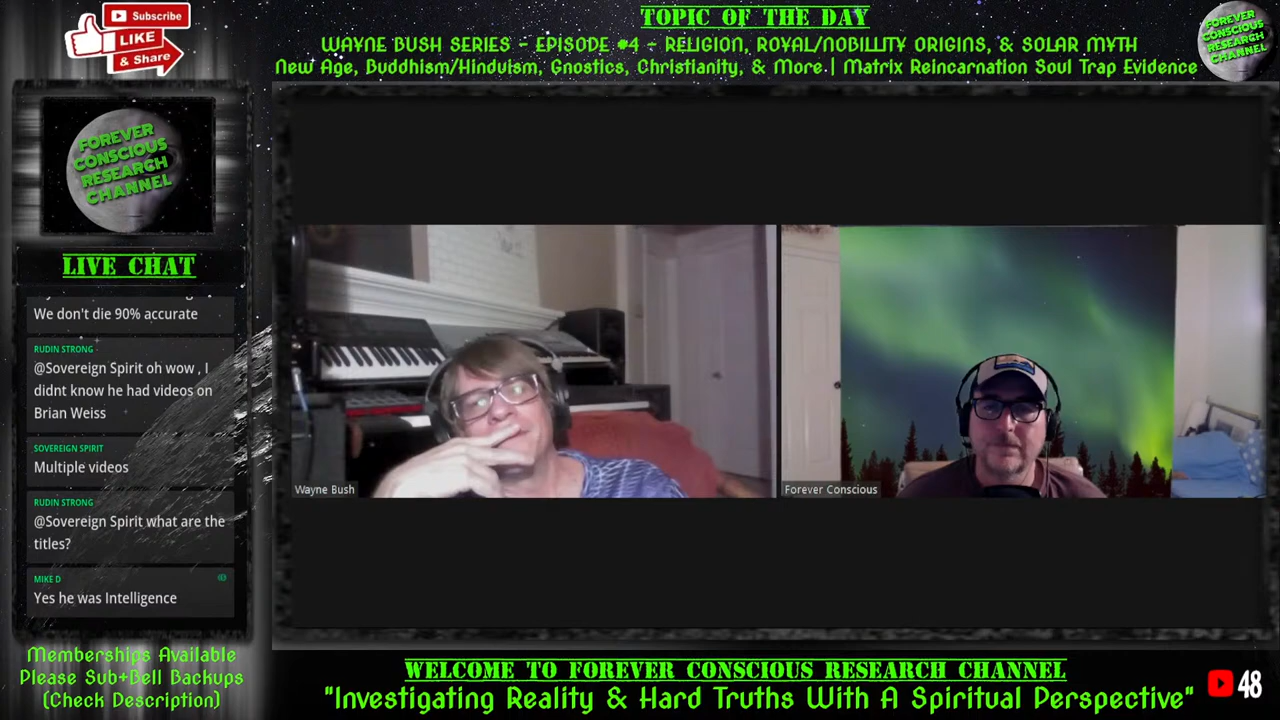 Subscribe
LIKE
& Share
TOPIC OF THE DAY
WAYNE BUSH SERIES - EPISODE #4 - RELIGION, ROYAL/NOBILLITY ORIGINS, & SOLAR MYTH
New Age, Buddhism/Hinduism, Gnostics, Christianity, & More | Matrix Reincarnation Soul Trap Evidence
FOREVER
CONSCIOUS
RESEARCH
CHANNEL
FOREVER
CONSCIOUS
RESEARCH
CHANNEL
LIVE CHAT
We don't die 90% accurate
RUDIN STRONG
@Sovereign Spirit oh wow , I
didnt know he had videos on
Brian Weiss
SOVEREIGN SPIRIT
Multiple videos
RUDIN STRONG
@Sovereign Spirit what are the
titles?
MIKE D
Yes he was Intelligence
Wayne Bush
Forever Conscious
Memberships Available
Please Sub+Bell Backups
(Check Description)
WELCOME TO FOREVER CONSCIOUS RESEARCH CHANNEL
"Investigating Reality & Hard Truths With A Spiritual Perspective"
48